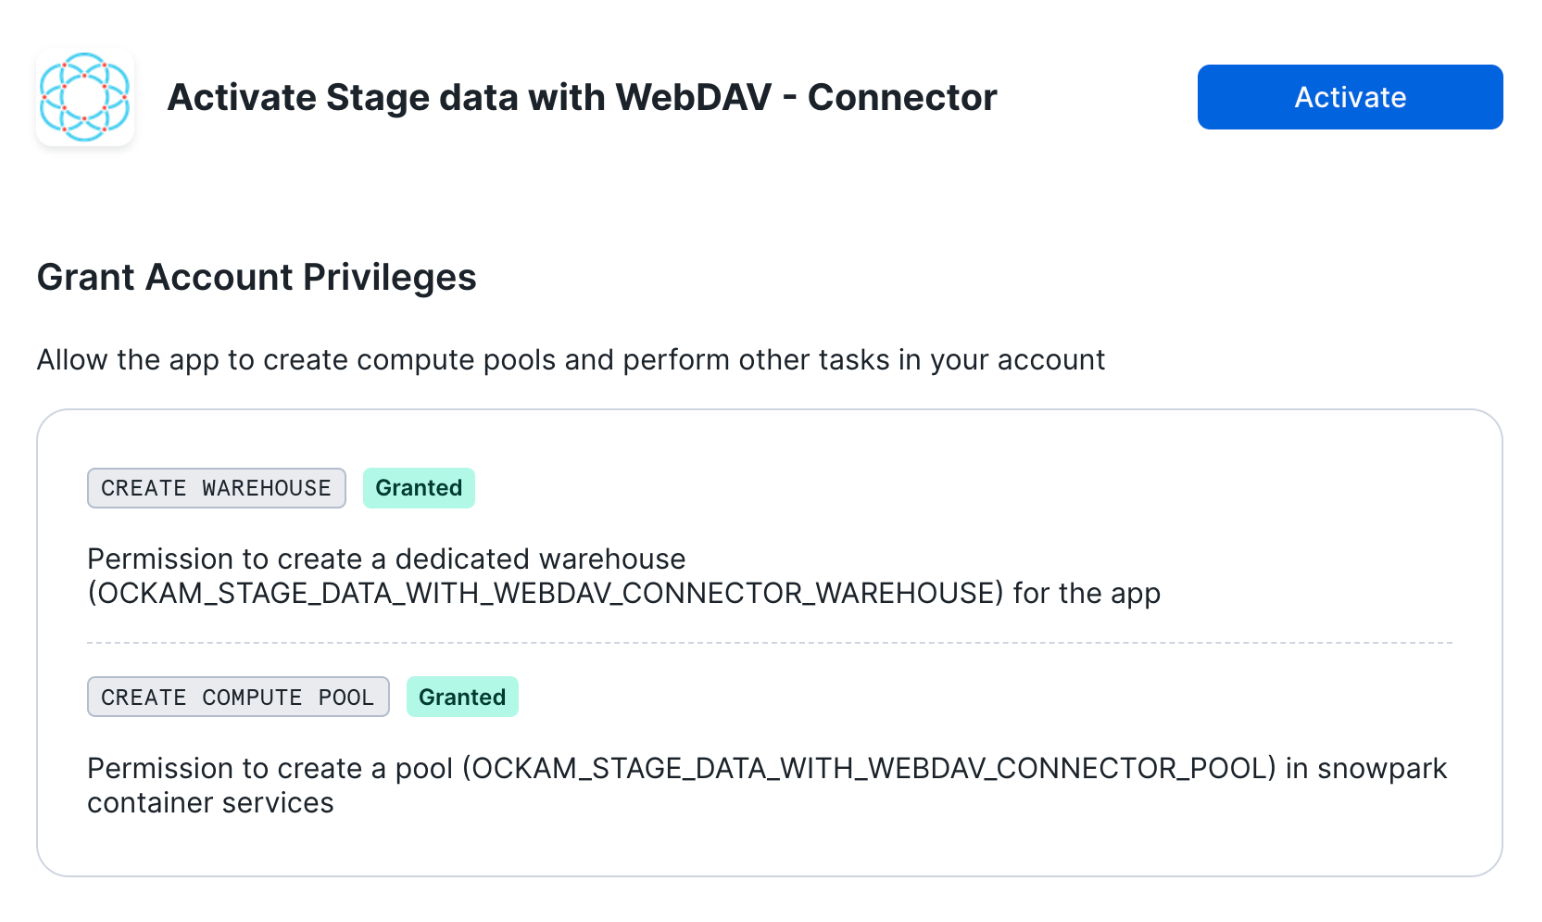 Activate Stage data with WebDAV - Connector
Activate
Grant Account Privileges
Allow the app to create compute pools and perform other tasks in your account
CREATE WAREHOUSE Granted
Permission to create a dedicated warehouse
(OCKAM_STAGE_DATA_WITH_WEBDAV_CONNECTOR_WAREHOUSE) for the app
CREATE COMPUTE POOL Granted
Permission to create a pool (OCKAM_STAGE_DATA_WITH_WEBDAV_CONNECTOR_POOL) in snowpark
container services